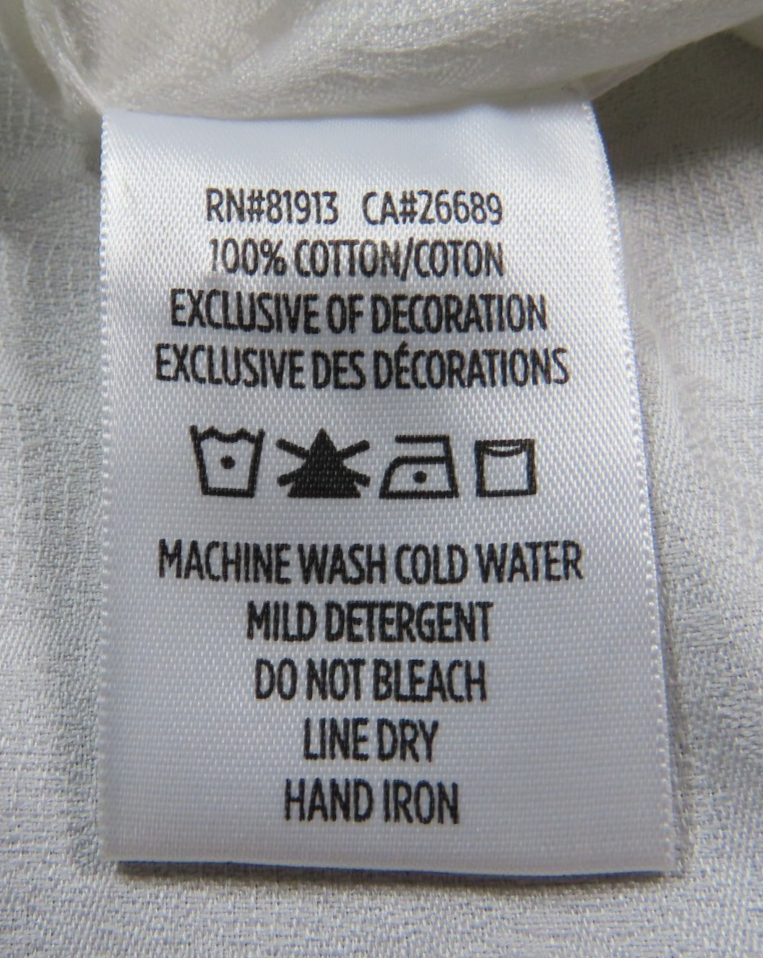 RN#81913 CA#26689
100% COTTON/COTON
EXCLUSIVE OF DECORATION
EXCLUSIVE DES DÉCORATIONS
MACHINE WASH COLD WATER
MILD DETERGENT
DO NOT BLEACH
LINE DRY
HAND IRON